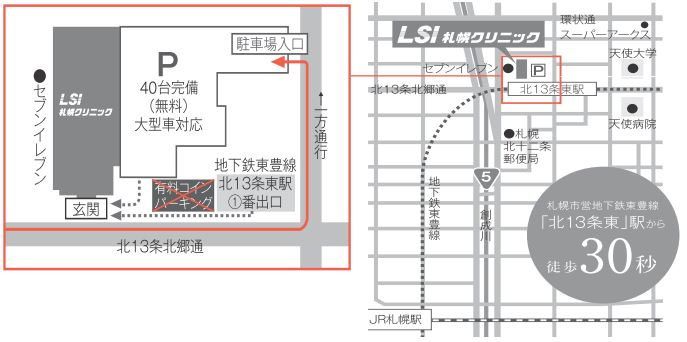 駐車場入口
P
40台完備
(無料)
大型車対応
セブンイレブン
LSI
札幌クリニック
一方通行
地下鉄東豊線
北13条東駅
①番出口
有料コイン
パーキング
玄関
北13条北郷通
環状通
スーパーアークス
LSI 札幌クリニック
天使大学
セブンイレブン
P
北13条北郷通
北13条東駅
天使病院
札幌
北十二条
郵便局
5
地下鉄東豊線
創成川
札幌市営地下鉄東豊線
「北13条東」駅から
徒歩30秒
JR札幌駅